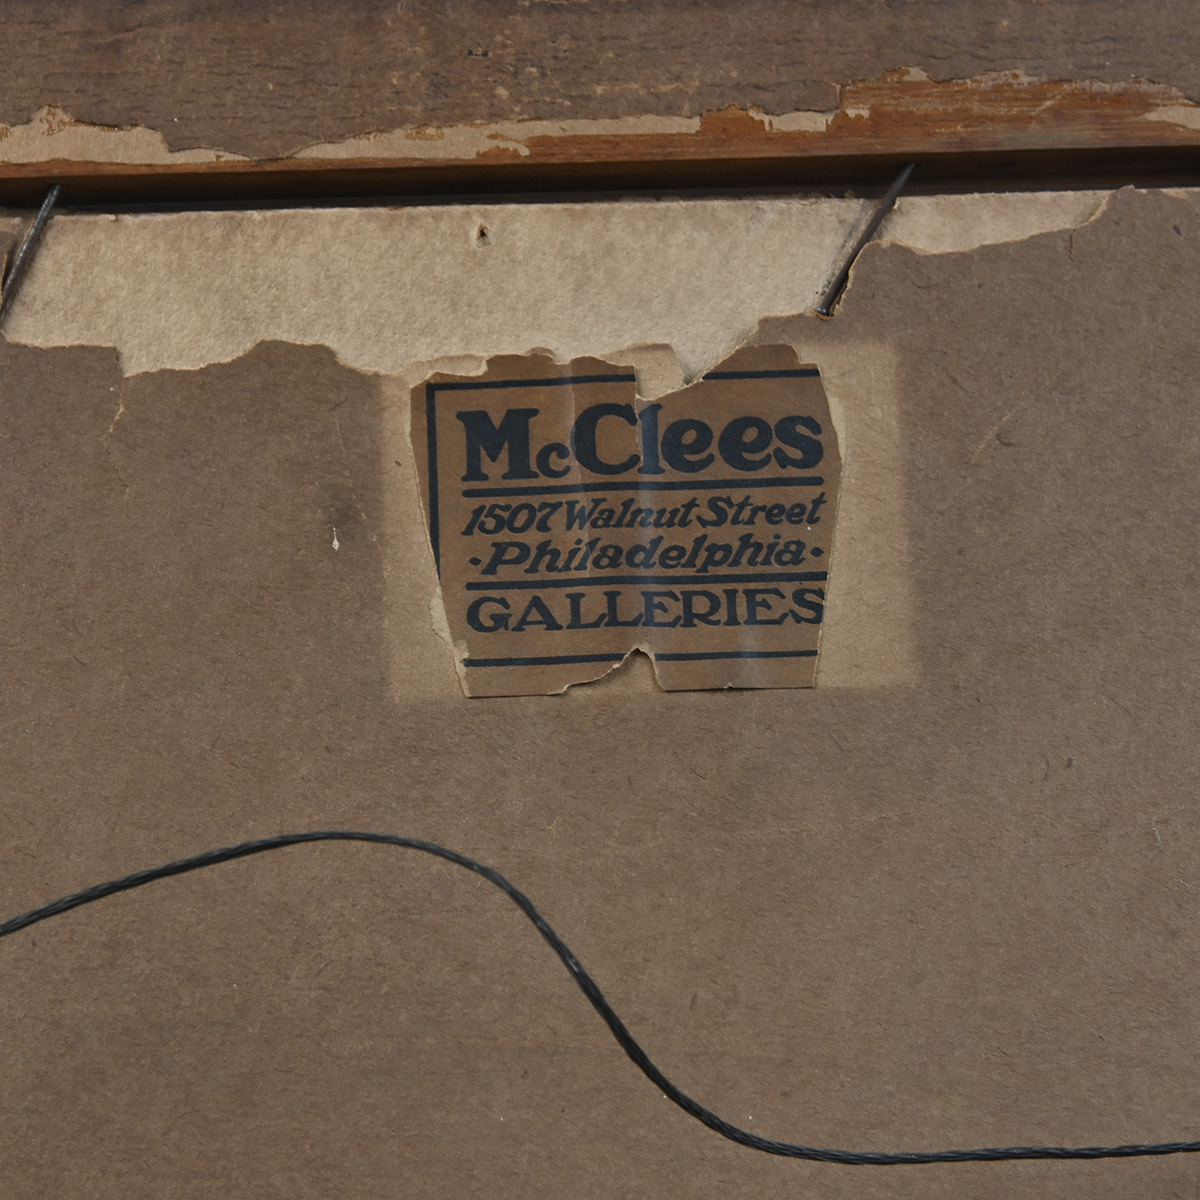 McClees
1507 Walnut Street
·Philadelphia·
GALLERIES